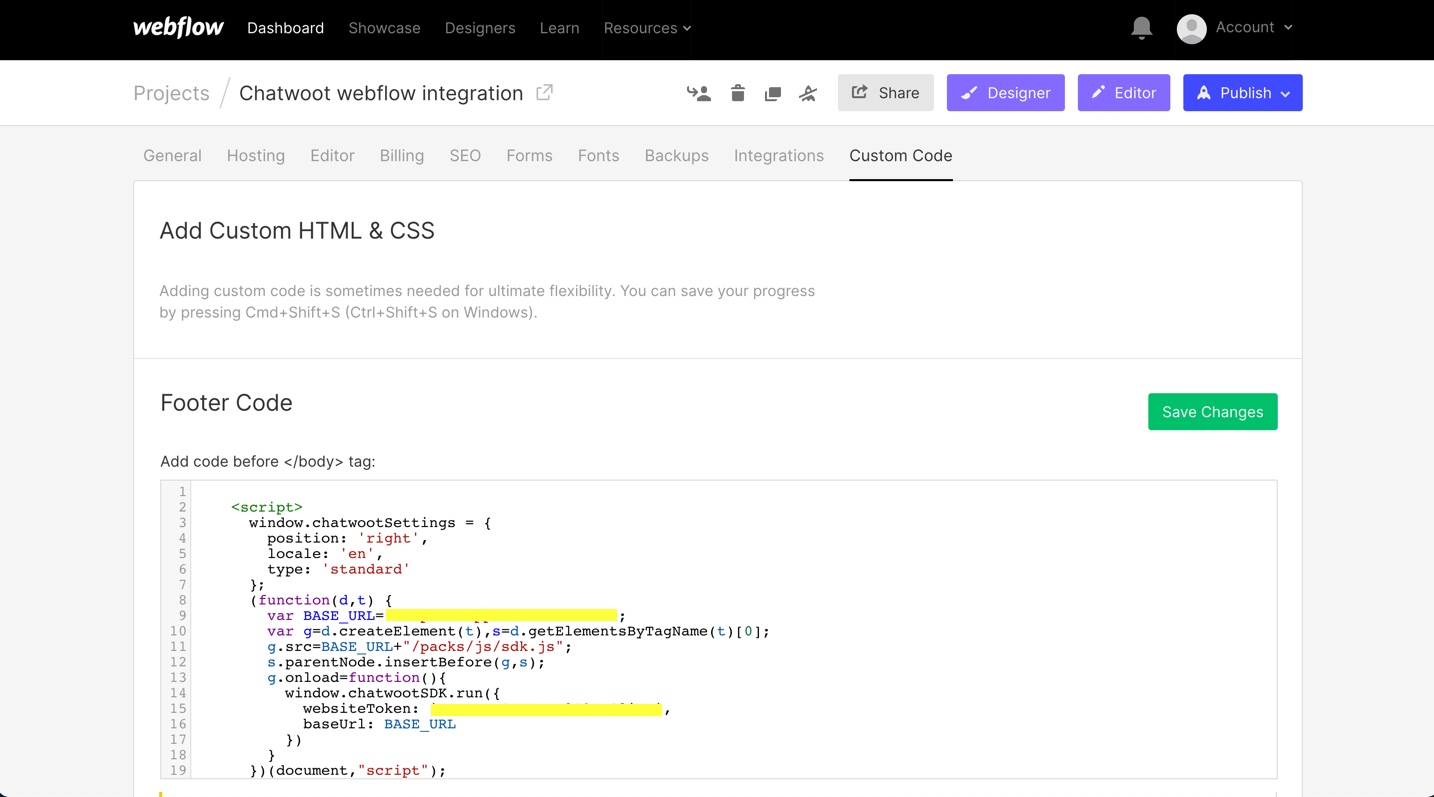 webflow Dashboard Showcase Designers Learn Resources Account
Projects / Chatwoot webflow integration Share Designer Editor Publish
General Hosting Editor Billing SEO Forms Fonts Backups Integrations Custom Code
Add Custom HTML & CSS
Adding custom code is sometimes needed for ultimate flexibility. You can save your progress
by pressing Cmd+Shift+S (Ctrl+Shift+S on Windows).
Footer Code
Save Changes
Add code before </body> tag:
1
2 <script>
3 window.chatwootSettings = {
4 position: 'right',
5 locale: 'en',
6 type: 'standard'
7 };
8 (function(d,t) {
9 var BASE_URL= ;
10 var g=d.createElement(t),s=d.getElementsByTagName(t)[0];
11 g.src=BASE_URL+"/packs/js/sdk.js";
12 s.parentNode.insertBefore(g,s);
13 g.onload=function(){
14 window.chatwootSDK.run({
15 websiteToken: ,
16 baseUrl: BASE_URL
17 })
18 }
19 })(document,"script");